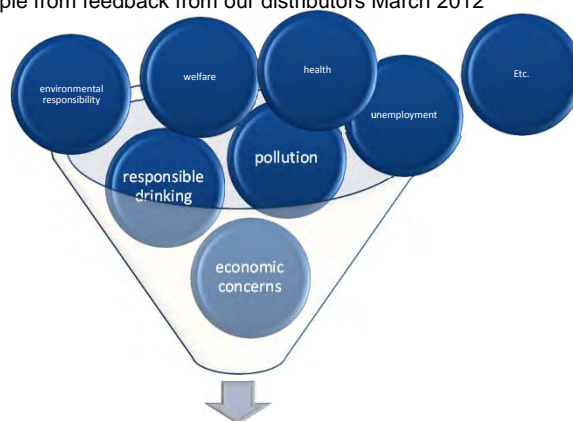 ple from feedback from our distributors March 2012
environmental
responsibility
welfare
health
Etc.
unemployment
pollution
responsible
drinking
economic
concerns